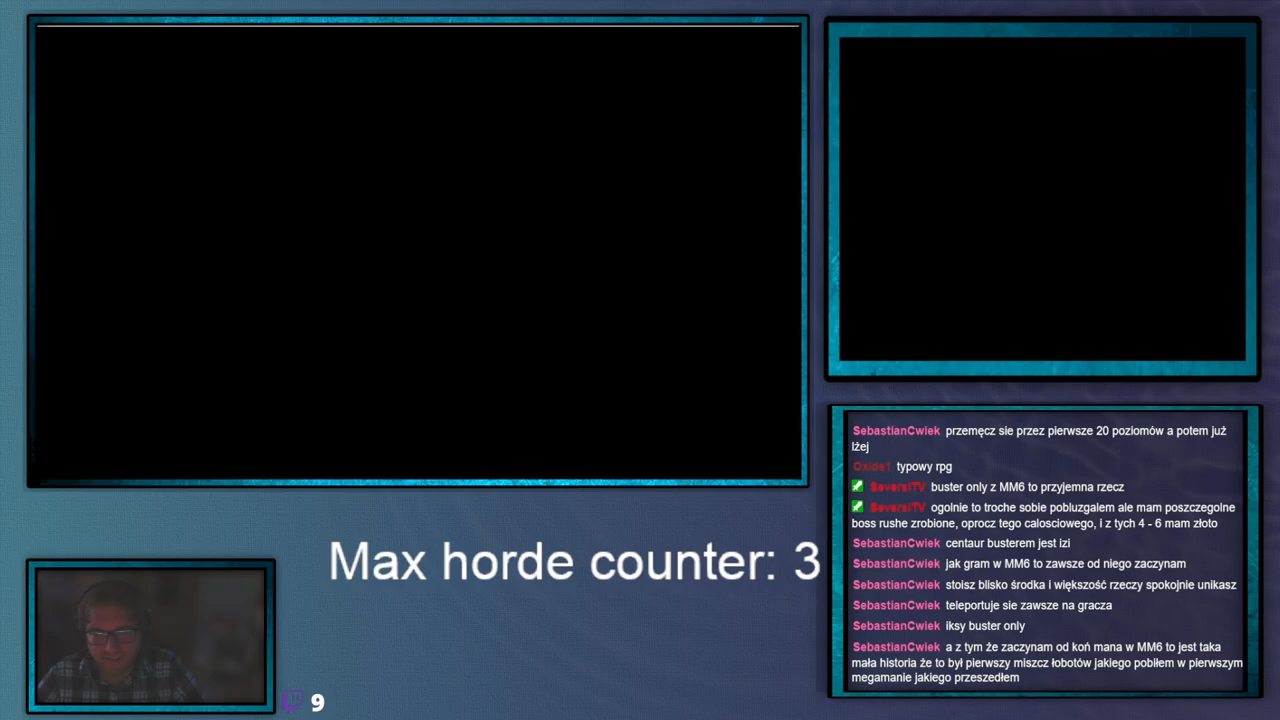 SebastianCwiek przemęcz sie przez pierwsze 20 poziomów a potem już
lżej
Oxide1 typowy rpg
SeversiTV buster only z MM6 to przyjemna rzecz
SeversiTV ogolnie to troche sobie pobluzgalem ale mam poszczegolne
boss rushe zrobione, oprocz tego calosciowego, i z tych 4 - 6 mam złoto
SebastianCwiek centaur busterem jest izi
SebastianCwiek jak gram w MM6 to zawsze od niego zaczynam
SebastianCwiek stoisz blisko środka i większość rzeczy spokojnie unikasz
SebastianCwiek teleportuje sie zawsze na gracza
SebastianCwiek iksy buster only
SebastianCwiek a z tym że zaczynam od koń mana w MM6 to jest taka
mała historia że to był pierwszy miszcz łobotów jakiego pobiłem w pierwszym
megamanie jakiego przeszedłem
Max horde counter: 3
9